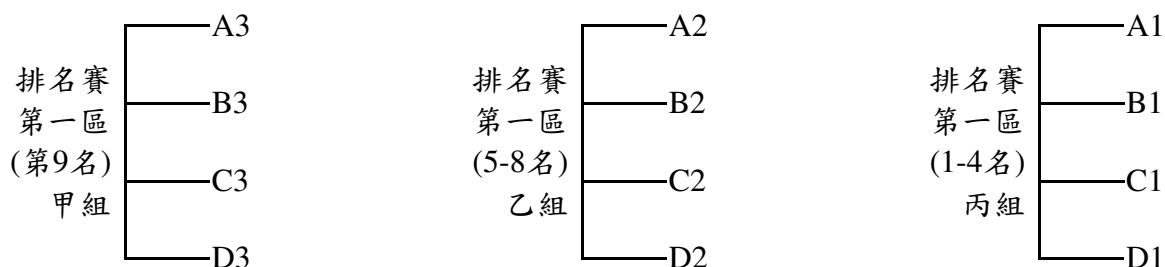 排名賽
第一區
(第9名)
甲組
A3
B3
C3
D3
排名賽
第一區
(5-8名)
乙組
A2
B2
C2
D2
排名賽
第一區
(1-4名)
丙組
A1
B1
C1
D1